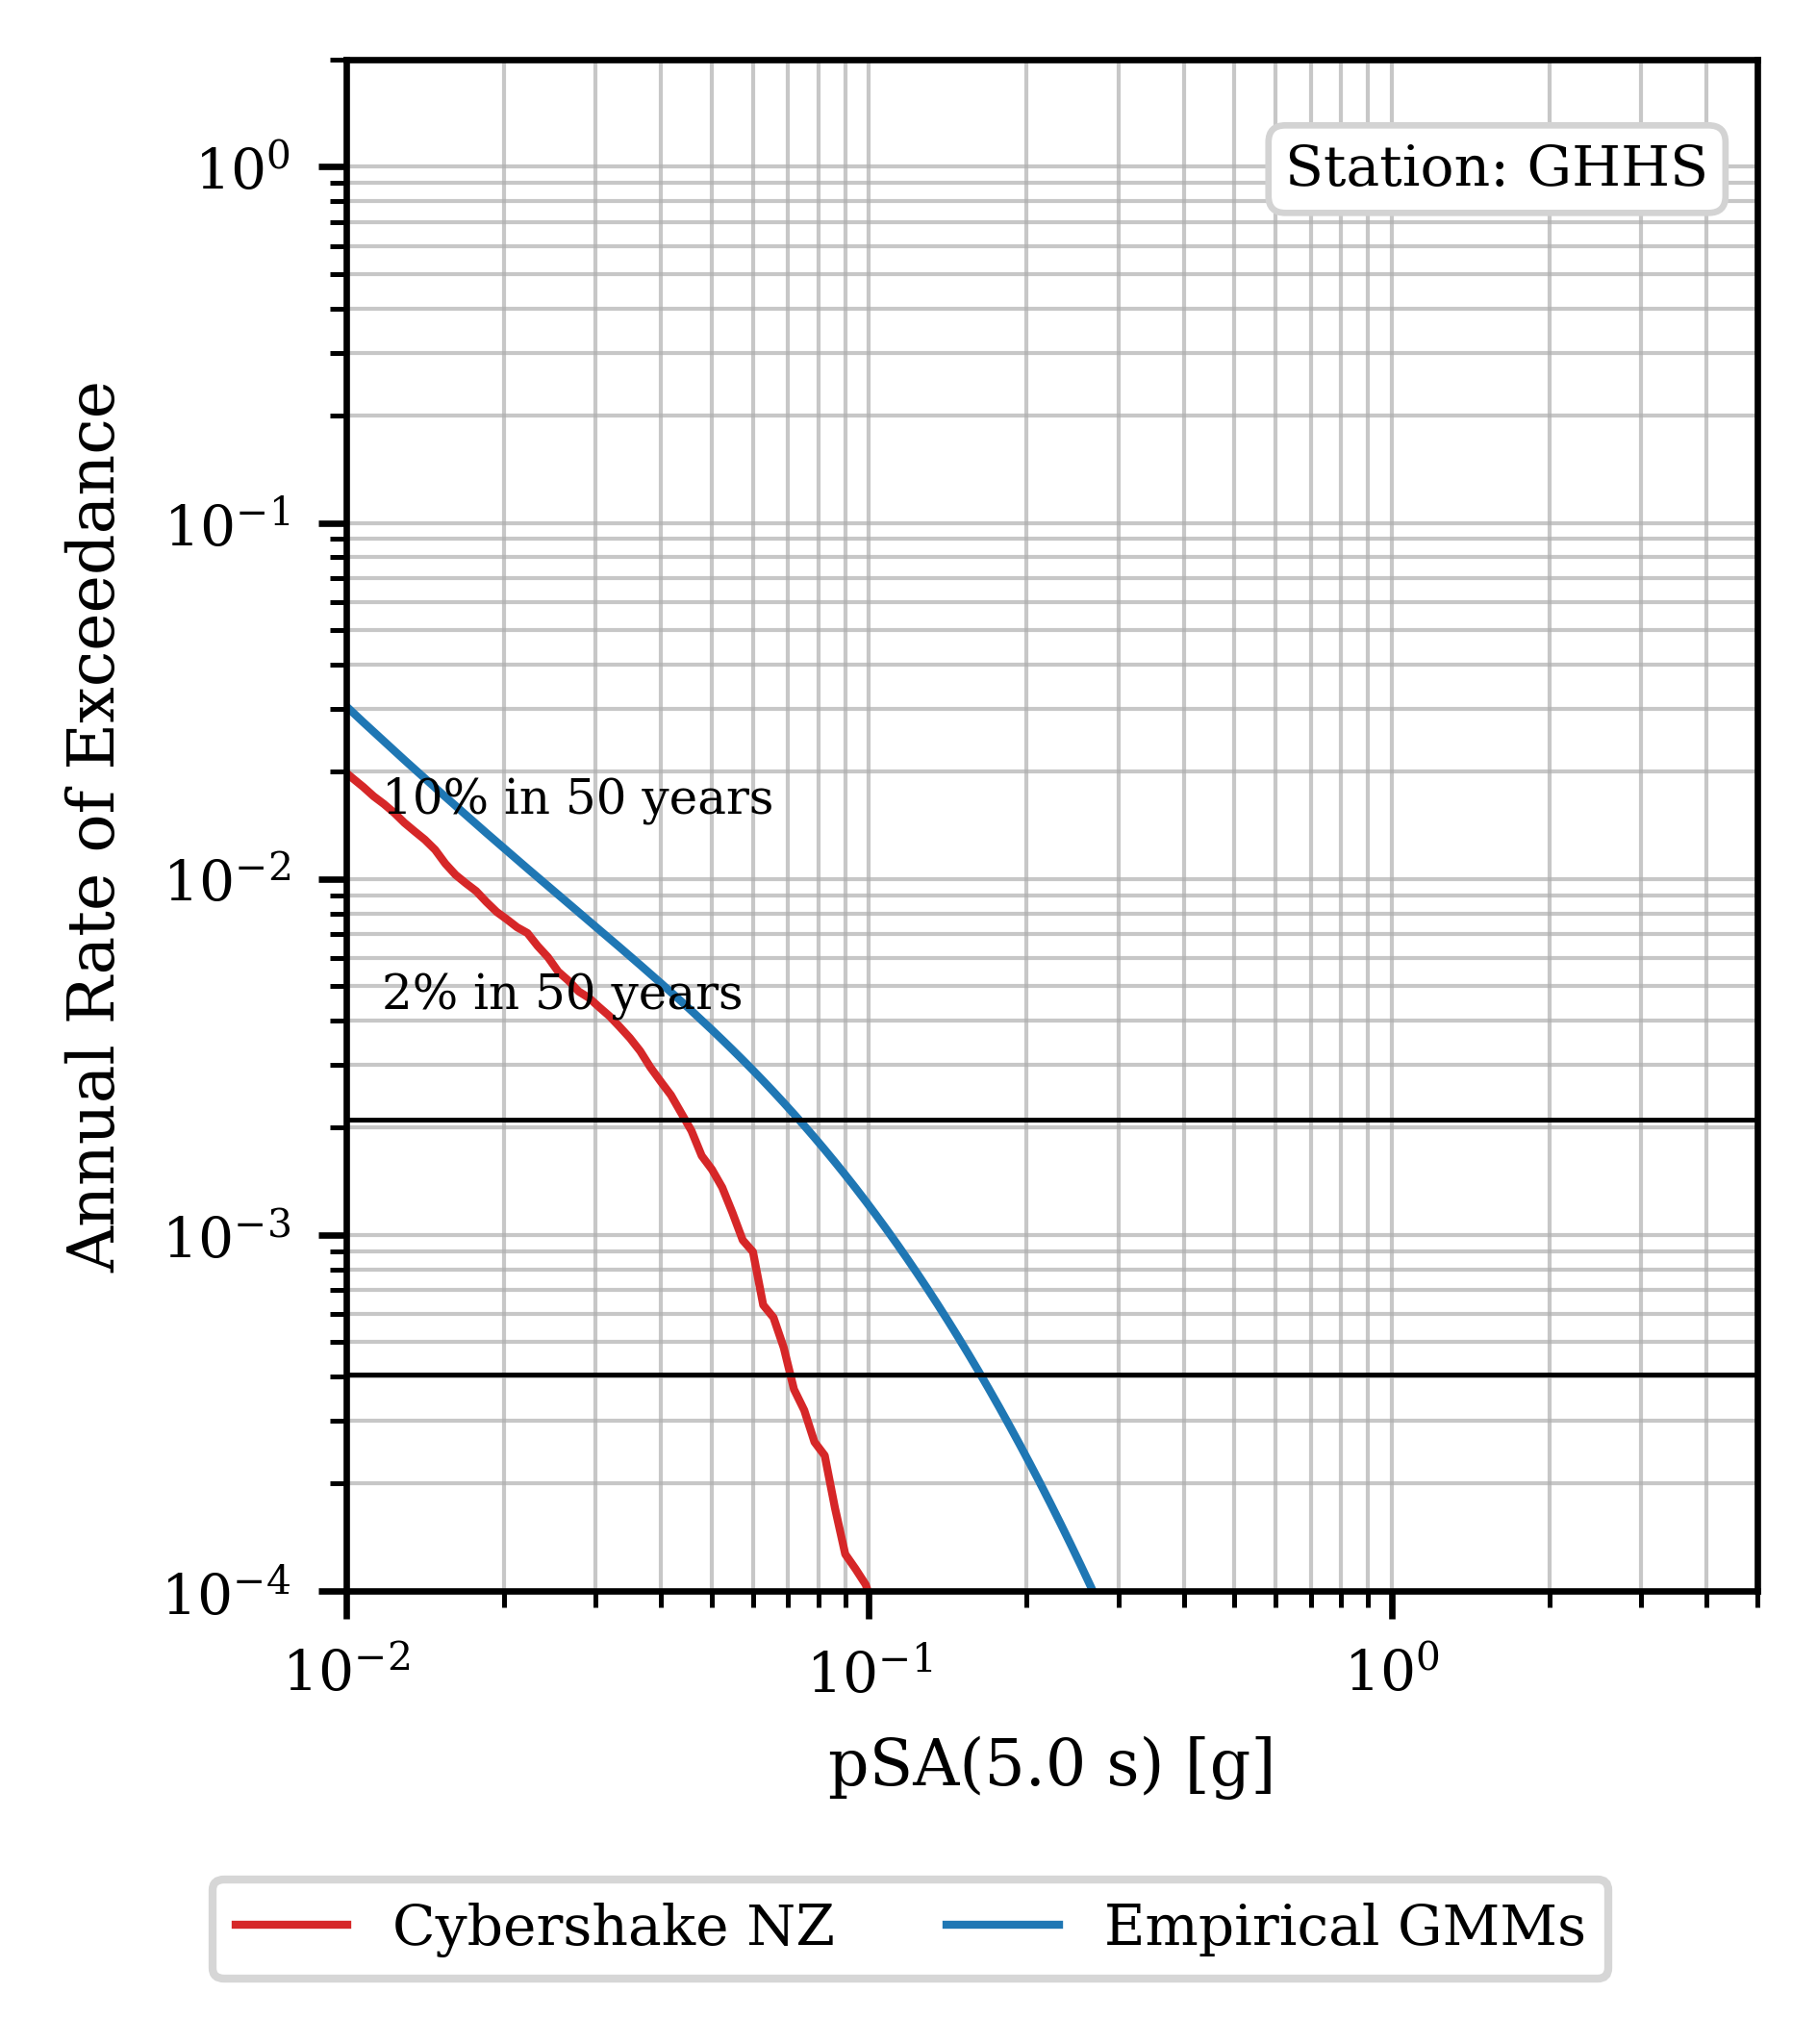 Station: GHHS
10⁰
10⁻¹
10⁻²
10⁻³
10⁻⁴
Annual Rate of Exceedance
10% in 50 years
2% in 50 years
10⁻²
10⁻¹
10⁰
pSA(5.0 s) [g]
Cybershake NZ
Empirical GMMs